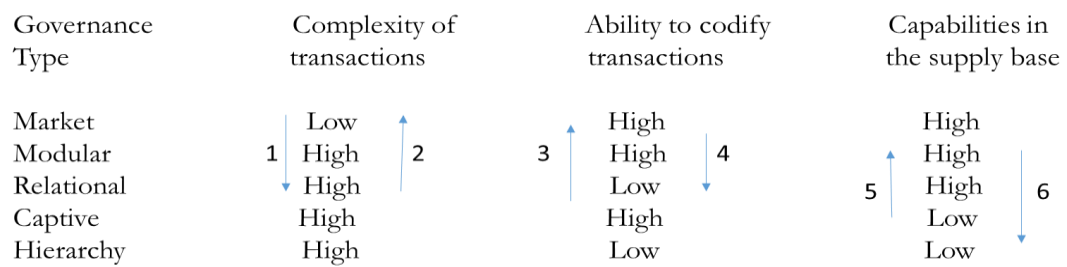 Governance Complexity of Ability to codify Capabilities in
Type transactions transactions the supply base
Market Low High High
Modular 1 High 2 3 High 4 High
Relational High Low 5 High 6
Captive High High Low
Hierarchy High Low Low